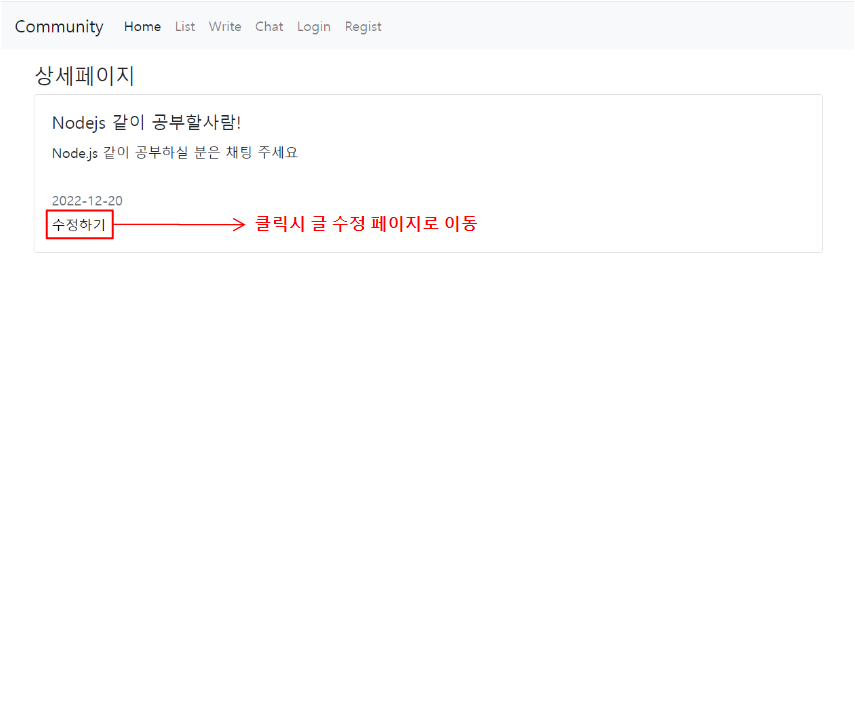 Community Home List Write Chat Login Regist
상세페이지
Nodejs 같이 공부할사람!
Node.js 같이 공부하실 분은 채팅 주세요
2022-12-20
수정하기 클릭시 글 수정 페이지로 이동